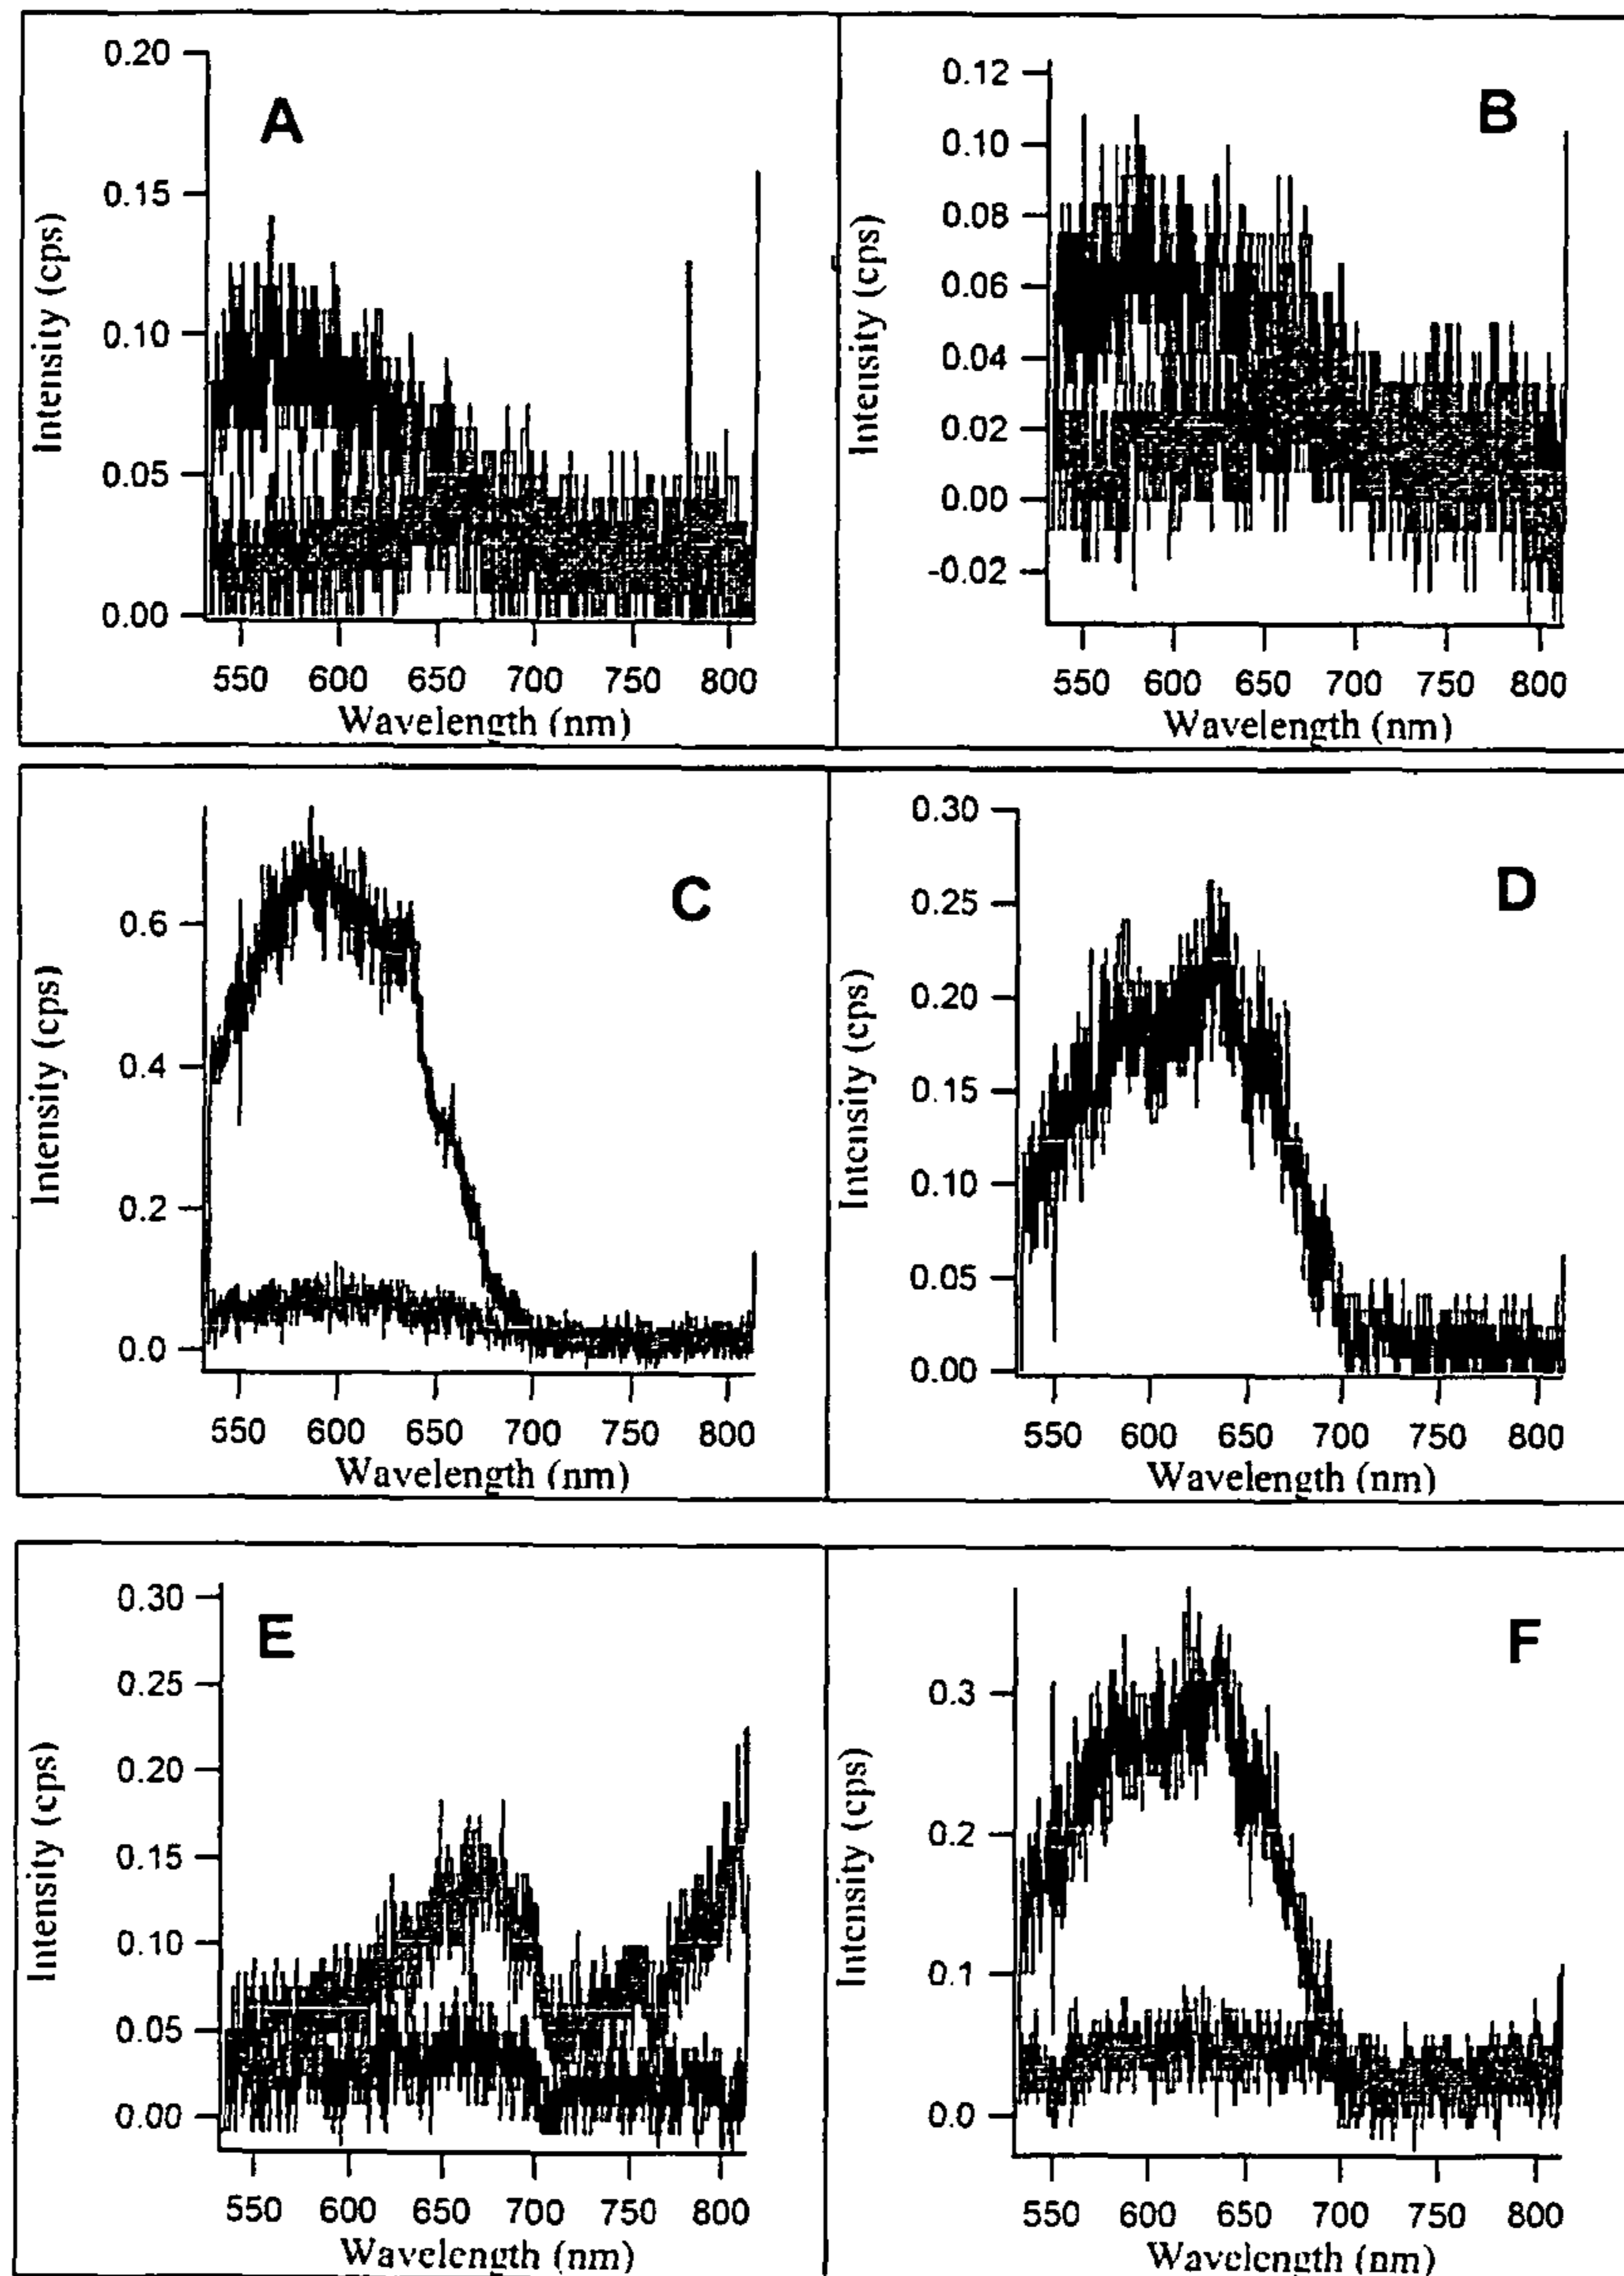 A
Intensity (cps)
0.20
0.15
0.10
0.05
0.00
550 600 650 700 750 800
Wavelength (nm)
B
Intensity (cps)
0.12
0.10
0.08
0.06
0.04
0.02
0.00
-0.02
550 600 650 700 750 800
Wavelength (nm)
C
Intensity (cps)
0.6
0.4
0.2
0.0
550 600 650 700 750 800
Wavelength (nm)
D
Intensity (cps)
0.30
0.25
0.20
0.15
0.10
0.05
0.00
550 600 650 700 750 800
Wavelength (nm)
E
Intensity (cps)
0.30
0.25
0.20
0.15
0.10
0.05
0.00
550 600 650 700 750 800
Wavelength (nm)
F
Intensity (cps)
0.3
0.2
0.1
0.0
550 600 650 700 750 800
Wavelength (nm)